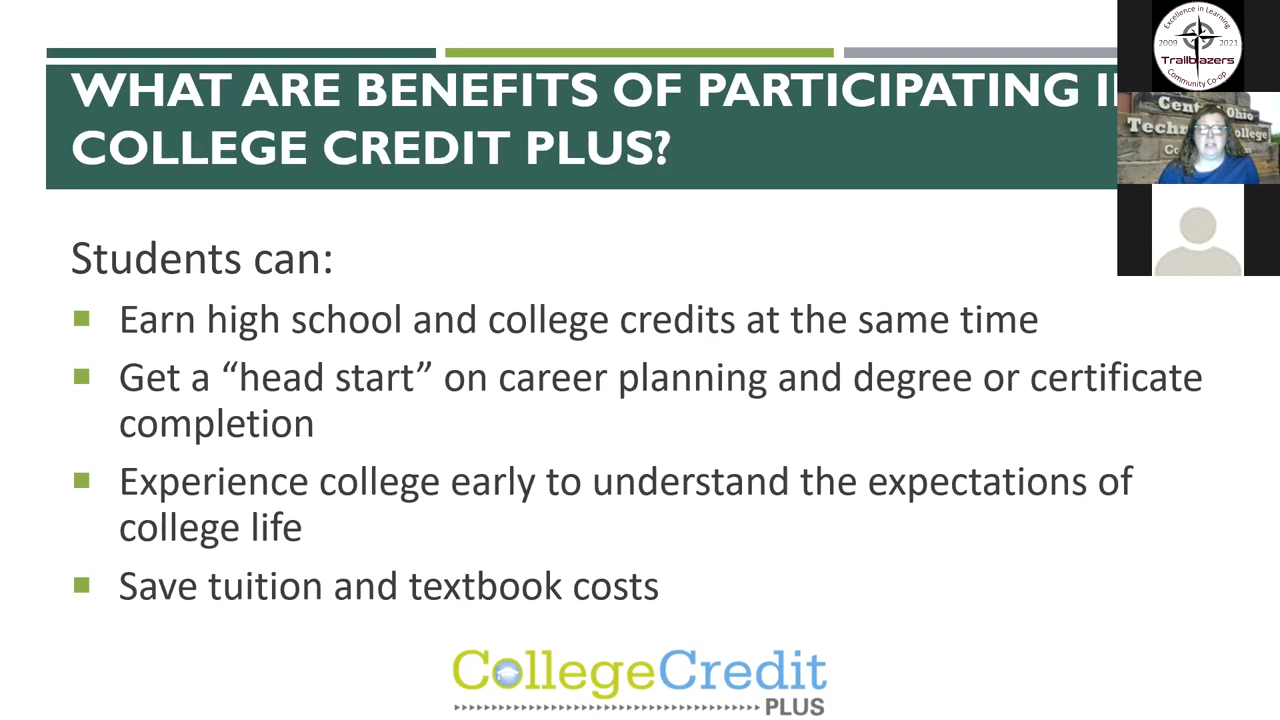 WHAT ARE BENEFITS OF PARTICIPATING
COLLEGE CREDIT PLUS?
Students can:
Earn high school and college credits at the same time
Get a “head start” on career planning and degree or certificate
completion
Experience college early to understand the expectations of
college life
Save tuition and textbook costs
CollegeCredit
PLUS
Excellence in Learning
2009 2021
Trailblazers
Community Co-op
Central Ohio
Technical College